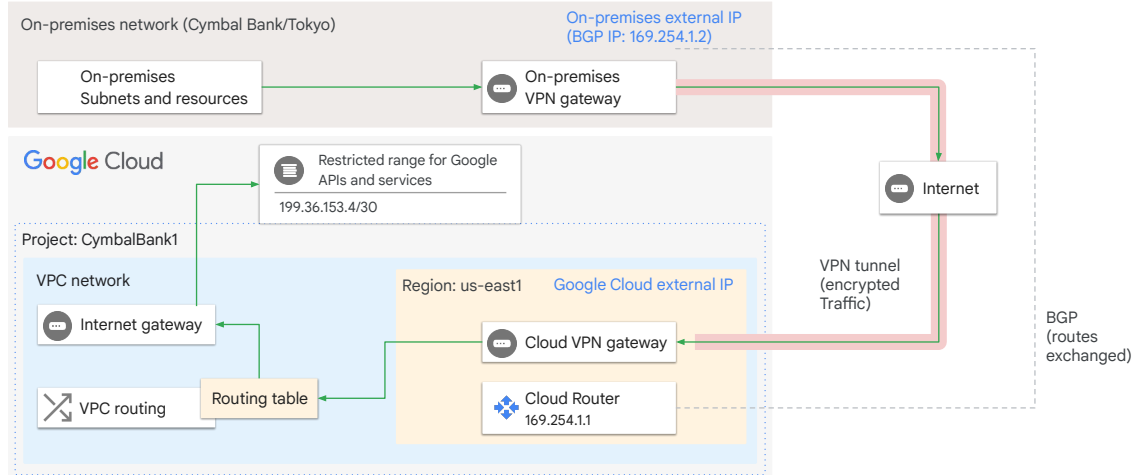 On-premises network (Cymbal Bank/Tokyo)
On-premises external IP
(BGP IP: 169.254.1.2)
On-premises
Subnets and resources
On-premises
VPN gateway
Google Cloud
Restricted range for Google
APIs and services
199.36.153.4/30
Internet
Project: CymbalBank1
VPC network
Region: us-east1
Google Cloud external IP
VPN tunnel
(encrypted
Traffic)
Internet gateway
Cloud VPN gateway
BGP
(routes
exchanged)
VPC routing
Routing table
Cloud Router
169.254.1.1